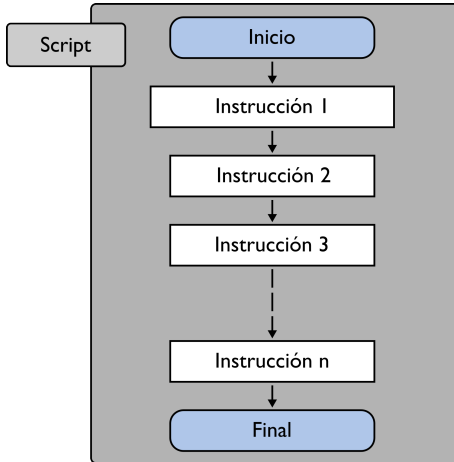 Script
Inicio
Instrucción 1
Instrucción 2
Instrucción 3
Instrucción n
Final